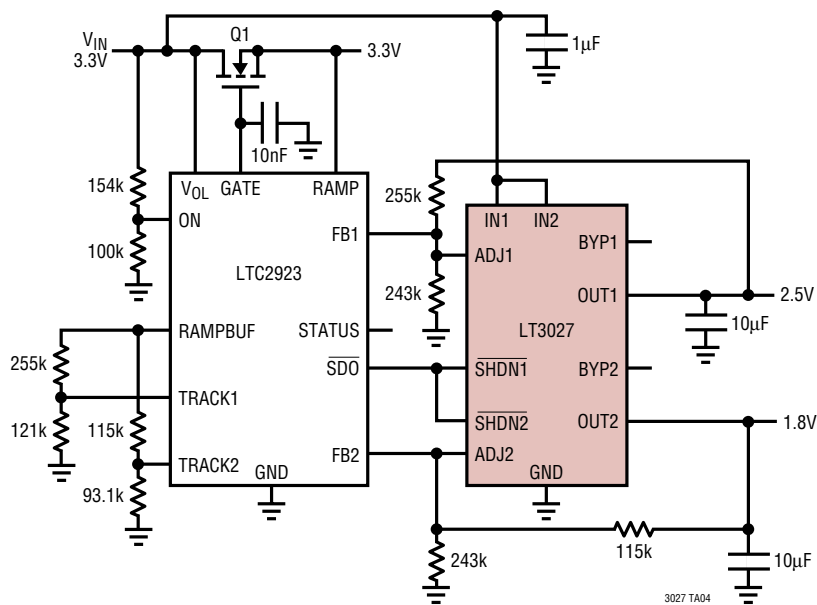 Q1
VIN
3.3V
3.3V
1µF
10nF
154k
100k
VOL
GATE
RAMP
ON
FB1
LTC2923
RAMPBUF
STATUS
SDO
TRACK1
TRACK2
GND
FB2
255k
121k
115k
93.1k
255k
243k
IN1
IN2
ADJ1
BYP1
OUT1
LT3027
SHDN1
BYP2
SHDN2
OUT2
ADJ2
GND
2.5V
10µF
1.8V
243k
115k
10µF
3027 TA04